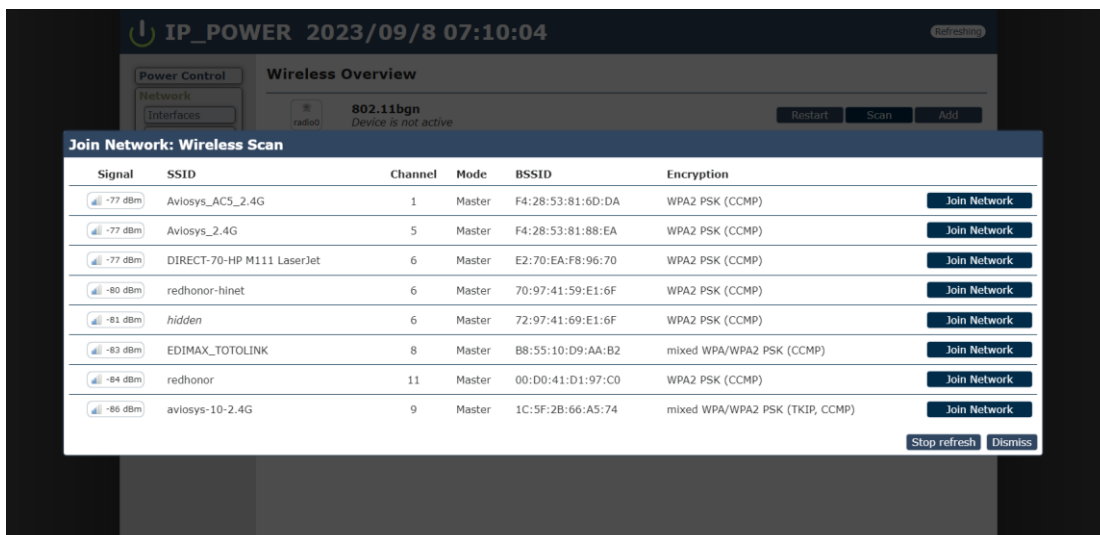 IP_POWER 2023/09/8 07:10:04
Refreshing
Power Control
Network
Interfaces
Wireless Overview
radio0
802.11bgn
Device is not active
Restart Scan Add
Join Network: Wireless Scan
Signal SSID Channel Mode BSSID Encryption
-77 dBm Aviosys_AC5_2.4G 1 Master F4:28:53:81:6D:DA WPA2 PSK (CCMP) Join Network
-77 dBm Aviosys_2.4G 5 Master F4:28:53:81:88:EA WPA2 PSK (CCMP) Join Network
-77 dBm DIRECT-70-HP M111 LaserJet 6 Master E2:70:EA:F8:96:70 WPA2 PSK (CCMP) Join Network
-80 dBm redhonor-hinet 6 Master 70:97:41:59:E1:6F WPA2 PSK (CCMP) Join Network
-81 dBm hidden 6 Master 72:97:41:69:E1:6F WPA2 PSK (CCMP) Join Network
-83 dBm EDIMAX_TOTOLINK 8 Master B8:55:10:D9:AA:B2 mixed WPA/WPA2 PSK (CCMP) Join Network
-84 dBm redhonor 11 Master 00:D0:41:D1:97:C0 WPA2 PSK (CCMP) Join Network
-86 dBm aviosys-10-2.4G 9 Master 1C:5F:2B:66:A5:74 mixed WPA/WPA2 PSK (TKIP, CCMP) Join Network
Stop refresh Dismiss